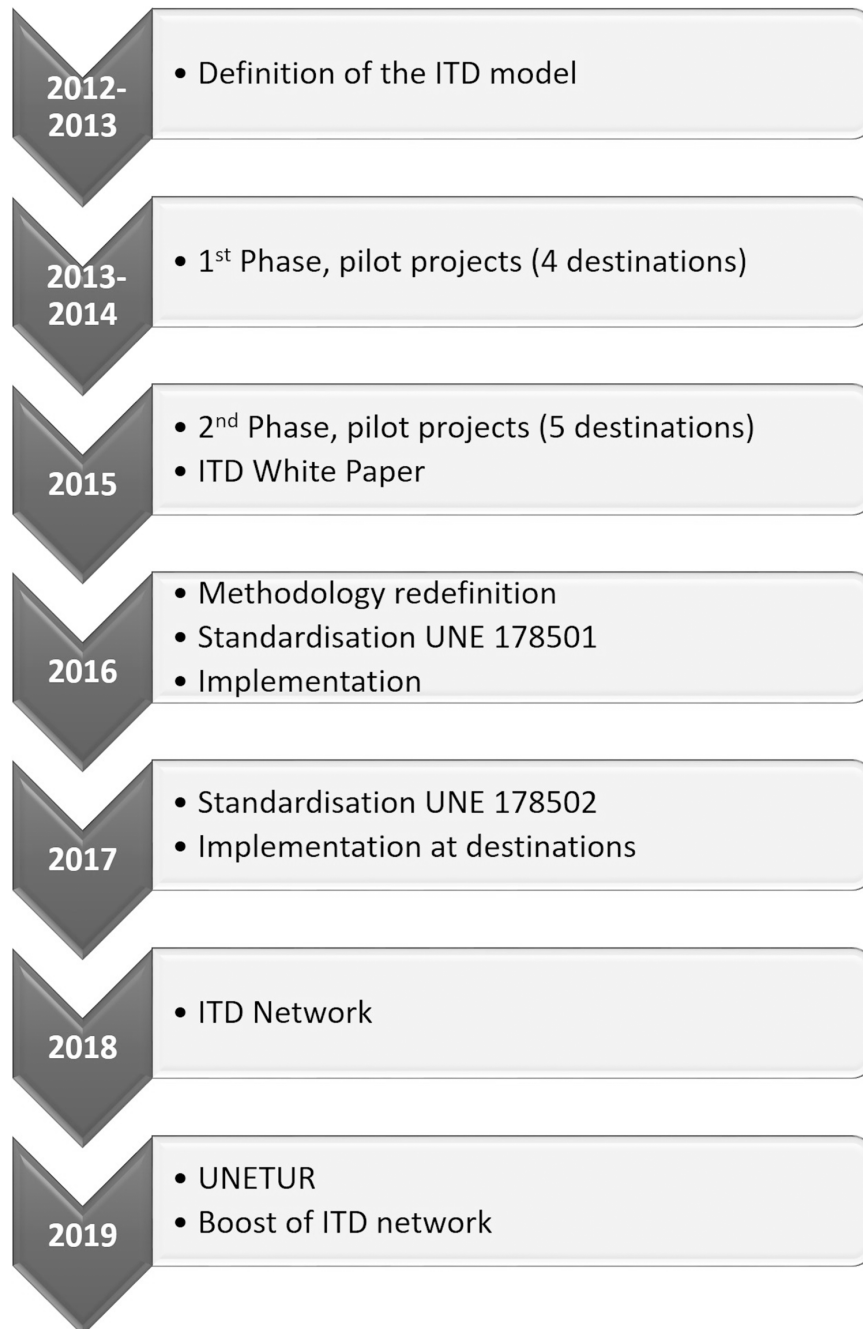 2012-
2013
• Definition of the ITD model
2013-
2014
• 1st Phase, pilot projects (4 destinations)
2015
• 2nd Phase, pilot projects (5 destinations)
• ITD White Paper
2016
• Methodology redefinition
• Standardisation UNE 178501
• Implementation
2017
• Standardisation UNE 178502
• Implementation at destinations
2018
• ITD Network
2019
• UNETUR
• Boost of ITD network